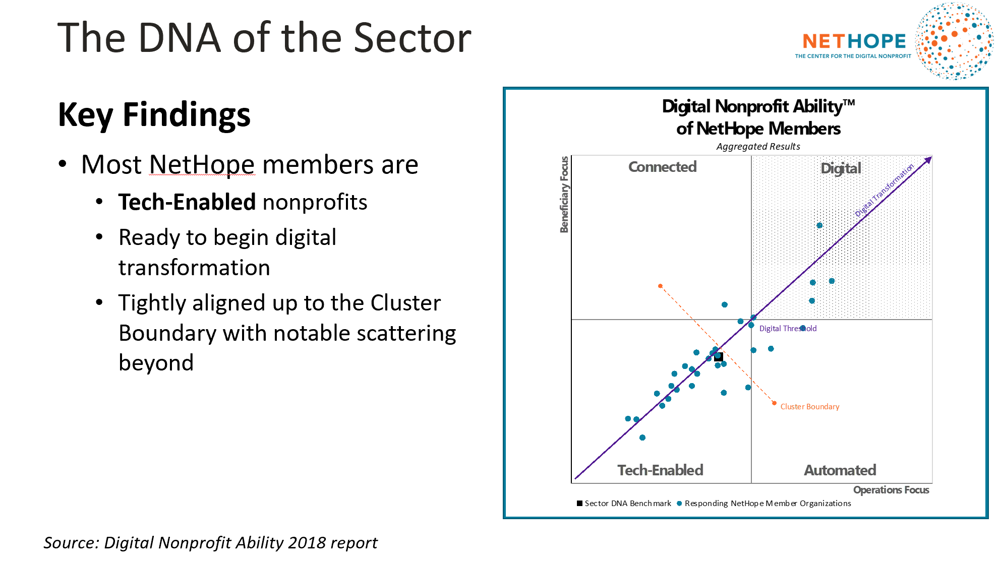 The DNA of the Sector
NETHOPE
THE CENTER FOR THE DIGITAL NONPROFIT
Key Findings
• Most NetHope members are
• Tech-Enabled nonprofits
• Ready to begin digital
transformation
• Tightly aligned up to the Cluster
Boundary with notable scattering
beyond
Digital Nonprofit Ability™
of NetHope Members
Aggregated Results
Beneficiary Focus
Connected
Digital
Digital Transformation
Digital Threshold
Cluster Boundary
Tech-Enabled
Automated
Operations Focus
Sector DNA Benchmark
Responding NetHope Member Organizations
Source: Digital Nonprofit Ability 2018 report